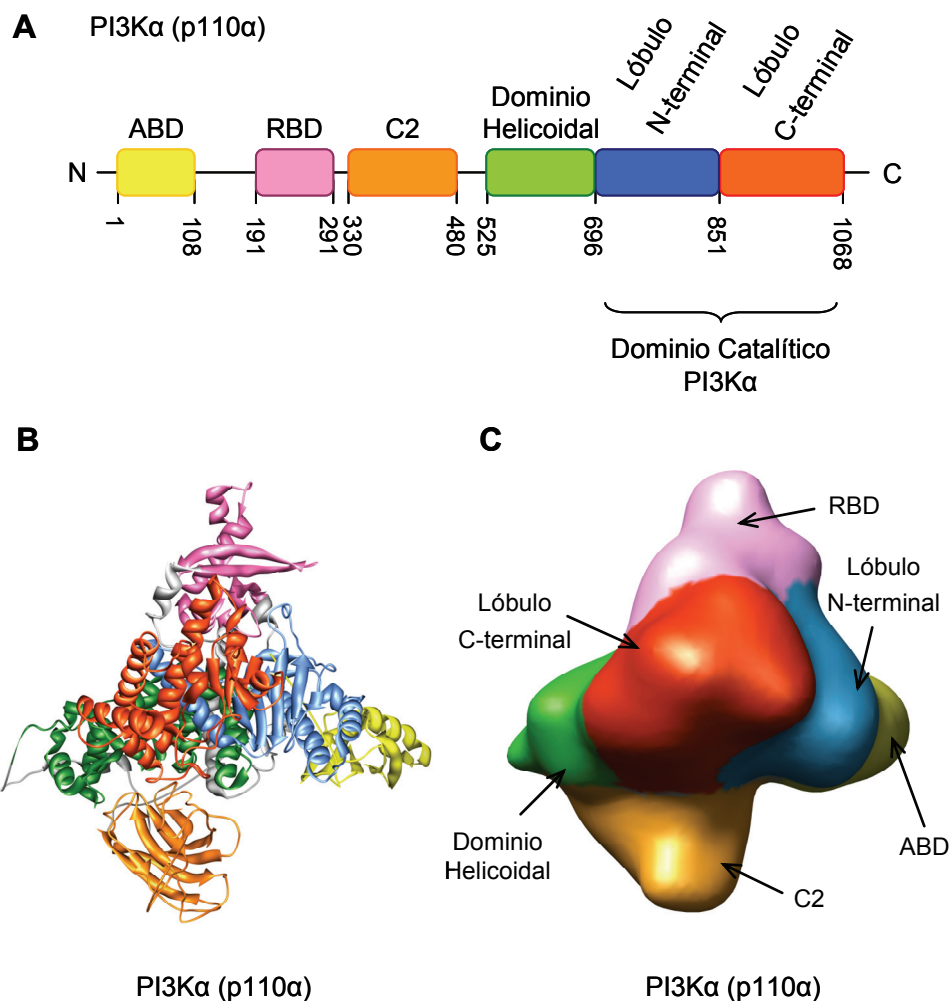 A
PI3Kα (p110α)
Lóbulo
N-terminal
Lóbulo
C-terminal
Dominio
Helicoidal
ABD
RBD
C2
N
C
1
108
191
291
330
480
525
696
851
1068
Dominio Catalítico
PI3Kα
B
C
RBD
Lóbulo
N-terminal
Lóbulo
C-terminal
Dominio
Helicoidal
ABD
C2
PI3Kα (p110α)
PI3Kα (p110α)